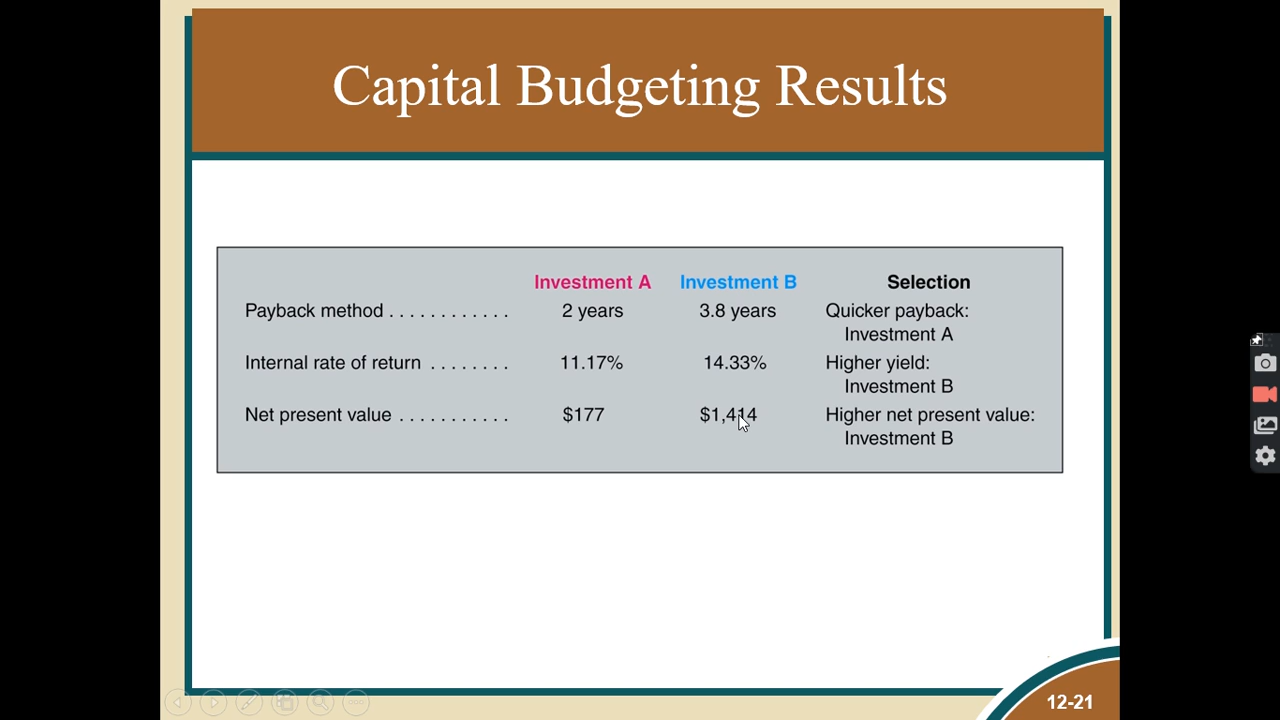 Capital Budgeting Results
Investment A Investment B Selection
Payback method . . . . . . . . . . . . 2 years 3.8 years Quicker payback:
Investment A
Internal rate of return . . . . . . . . 11.17% 14.33% Higher yield:
Investment B
Net present value . . . . . . . . . . . $177 $1,414 Higher net present value:
Investment B
12-21